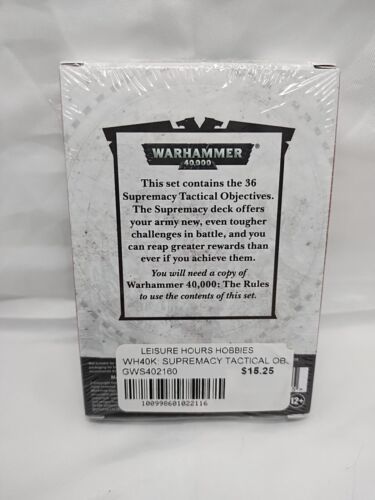 WARHAMMER
40,000
This set contains the 36
Supremacy Tactical Objectives.
The Supremacy deck offers
your army new, even tougher
challenges in battle, and you
can reap greater rewards than
ever if you achieve them.
You will need a copy of
Warhammer 40,000: The Rules
to use the contents of this set.
LEISURE HOURS HOBBIES
WH40K: SUPREMACY TACTICAL OB
GWS402160 $15.25
100998601022116
12+